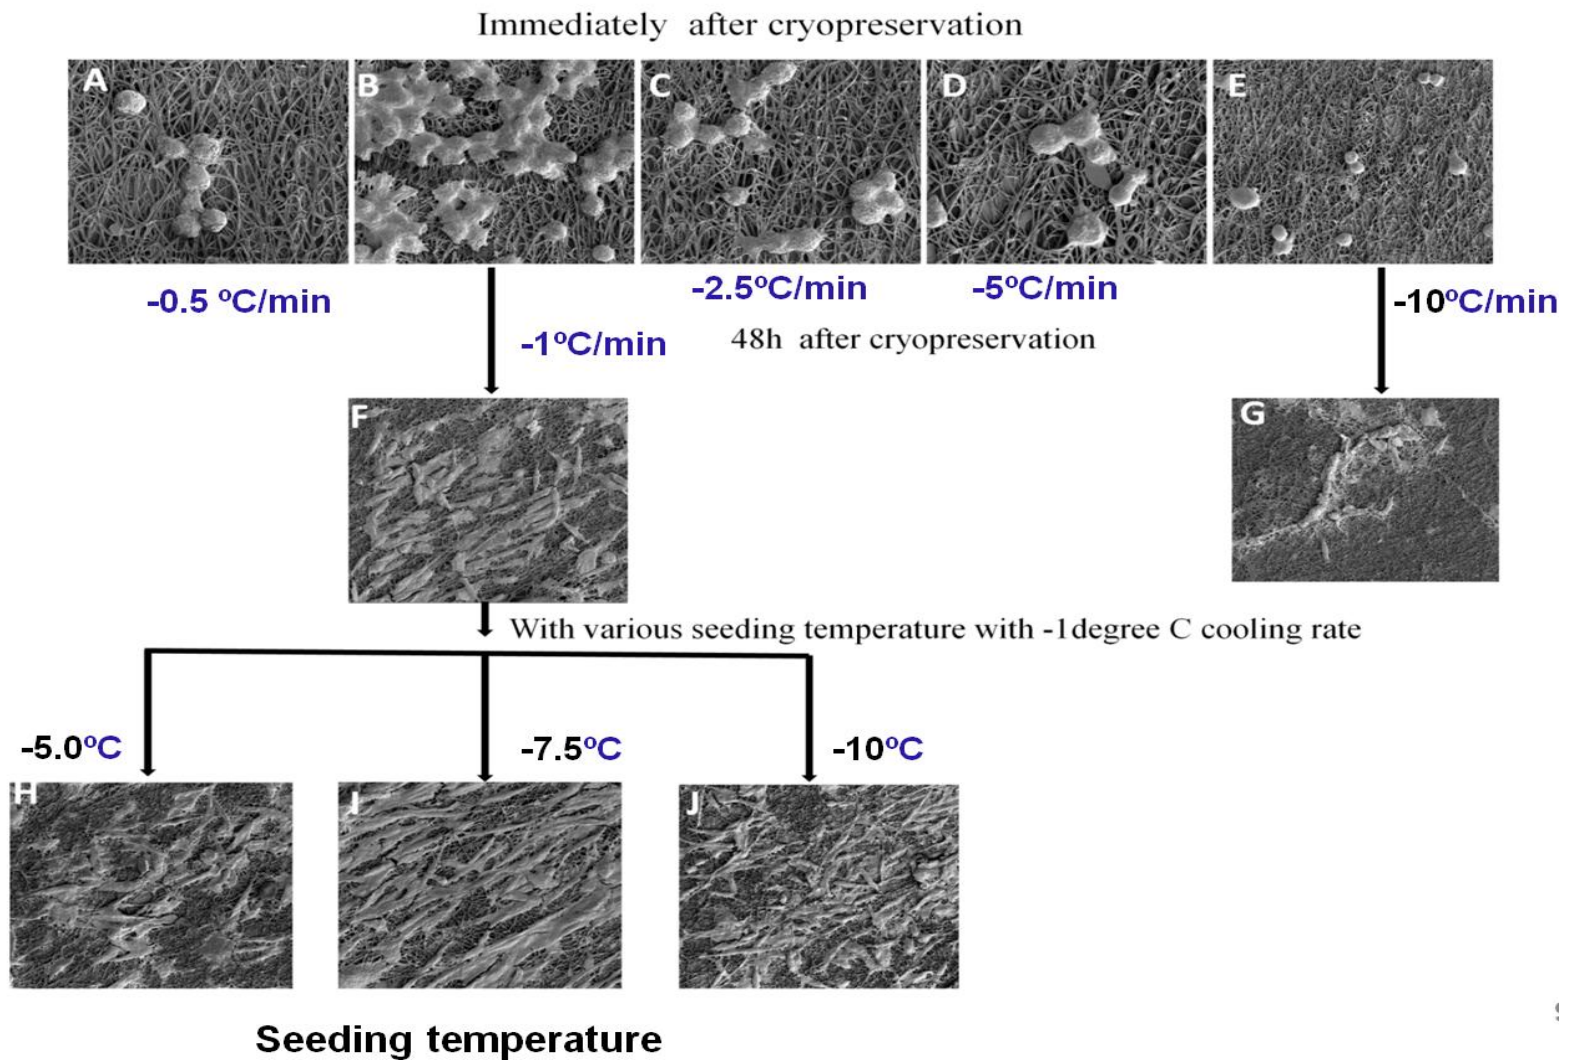 Immediately after cryopreservation
A B C D E
-0.5 ºC/min
-1ºC/min
-2.5ºC/min
-5ºC/min
-10ºC/min
48h after cryopreservation
F
G
With various seeding temperature with -1degree C cooling rate
-5.0ºC
-7.5ºC
-10ºC
H
I
J
Seeding temperature